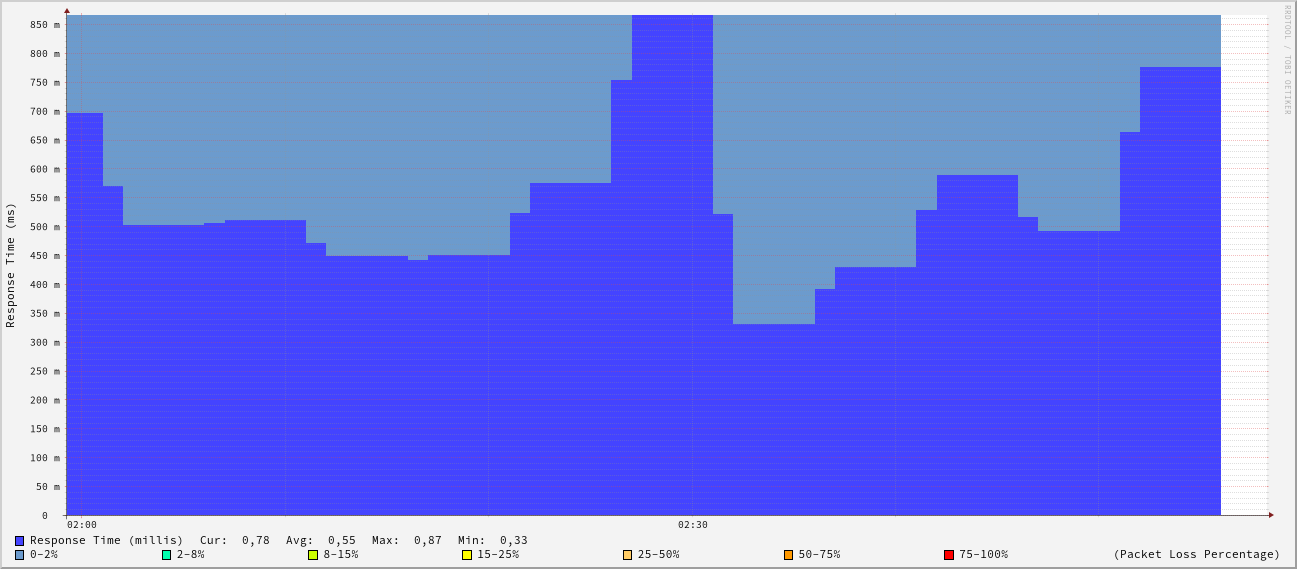 RRDTOOL / TOBI OETIKER
Response Time (ms)
850 m
800 m
750 m
700 m
650 m
600 m
550 m
500 m
450 m
400 m
350 m
300 m
250 m
200 m
150 m
100 m
50 m
0
02:00 02:30
Response Time (millis) Cur: 0,78 Avg: 0,55 Max: 0,87 Min: 0,33
0-2% 2-8% 8-15% 15-25% 25-50% 50-75% 75-100% (Packet Loss Percentage)